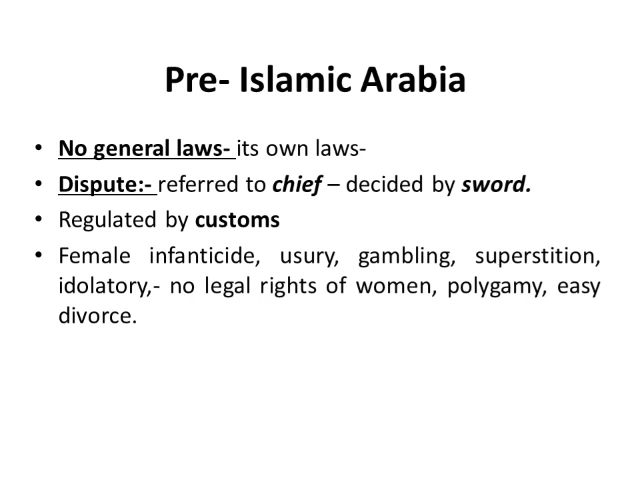 Pre- Islamic Arabia
• No general laws- its own laws-
• Dispute:- referred to chief – decided by sword.
• Regulated by customs
• Female infanticide, usury, gambling, superstition,
idolatory,- no legal rights of women, polygamy, easy
divorce.